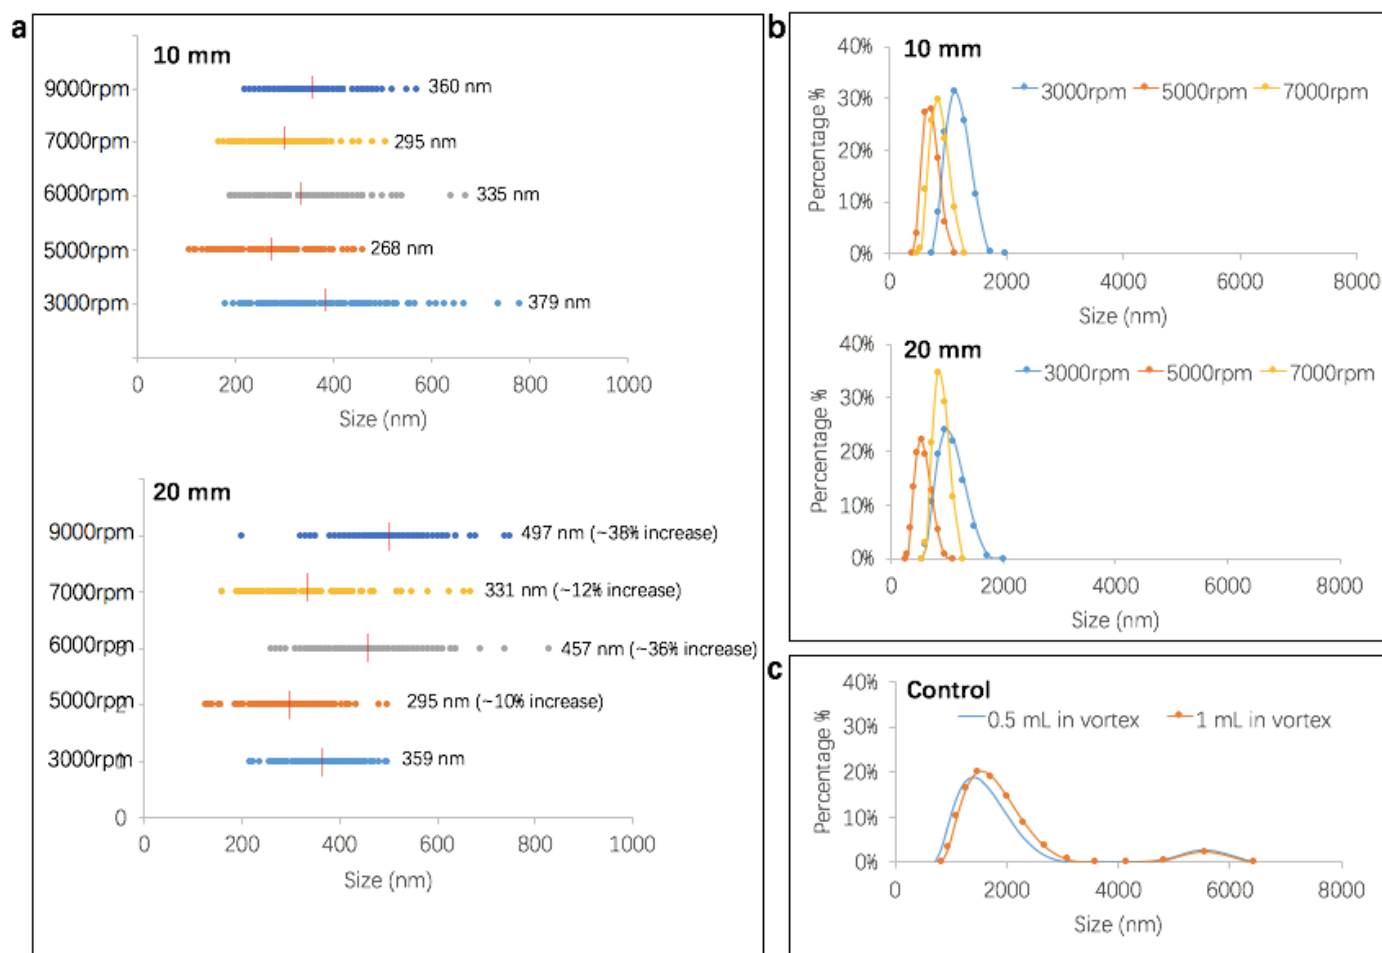 a
10 mm
9000rpm
360 nm
7000rpm
295 nm
6000rpm
335 nm
5000rpm
268 nm
3000rpm
379 nm
0 200 400 600 800 1000
Size (nm)
20 mm
9000rpm
497 nm (~38% increase)
7000rpm
331 nm (~12% increase)
6000rpm
3
457 nm (~36% increase)
5000rpm
2
295 nm (~10% increase)
3000rpm
1
359 nm
0
0 200 400 600 800 1000
Size (nm)
b
10 mm
3000rpm 5000rpm 7000rpm
Percentage %
40%
30%
20%
10%
0%
0 2000 4000 6000 8000
Size (nm)
20 mm
3000rpm 5000rpm 7000rpm
Percentage %
40%
30%
20%
10%
0%
0 2000 4000 6000 8000
Size (nm)
c
Control
0.5 mL in vortex 1 mL in vortex
Percentage %
40%
30%
20%
10%
0%
0 2000 4000 6000 8000
Size (nm)